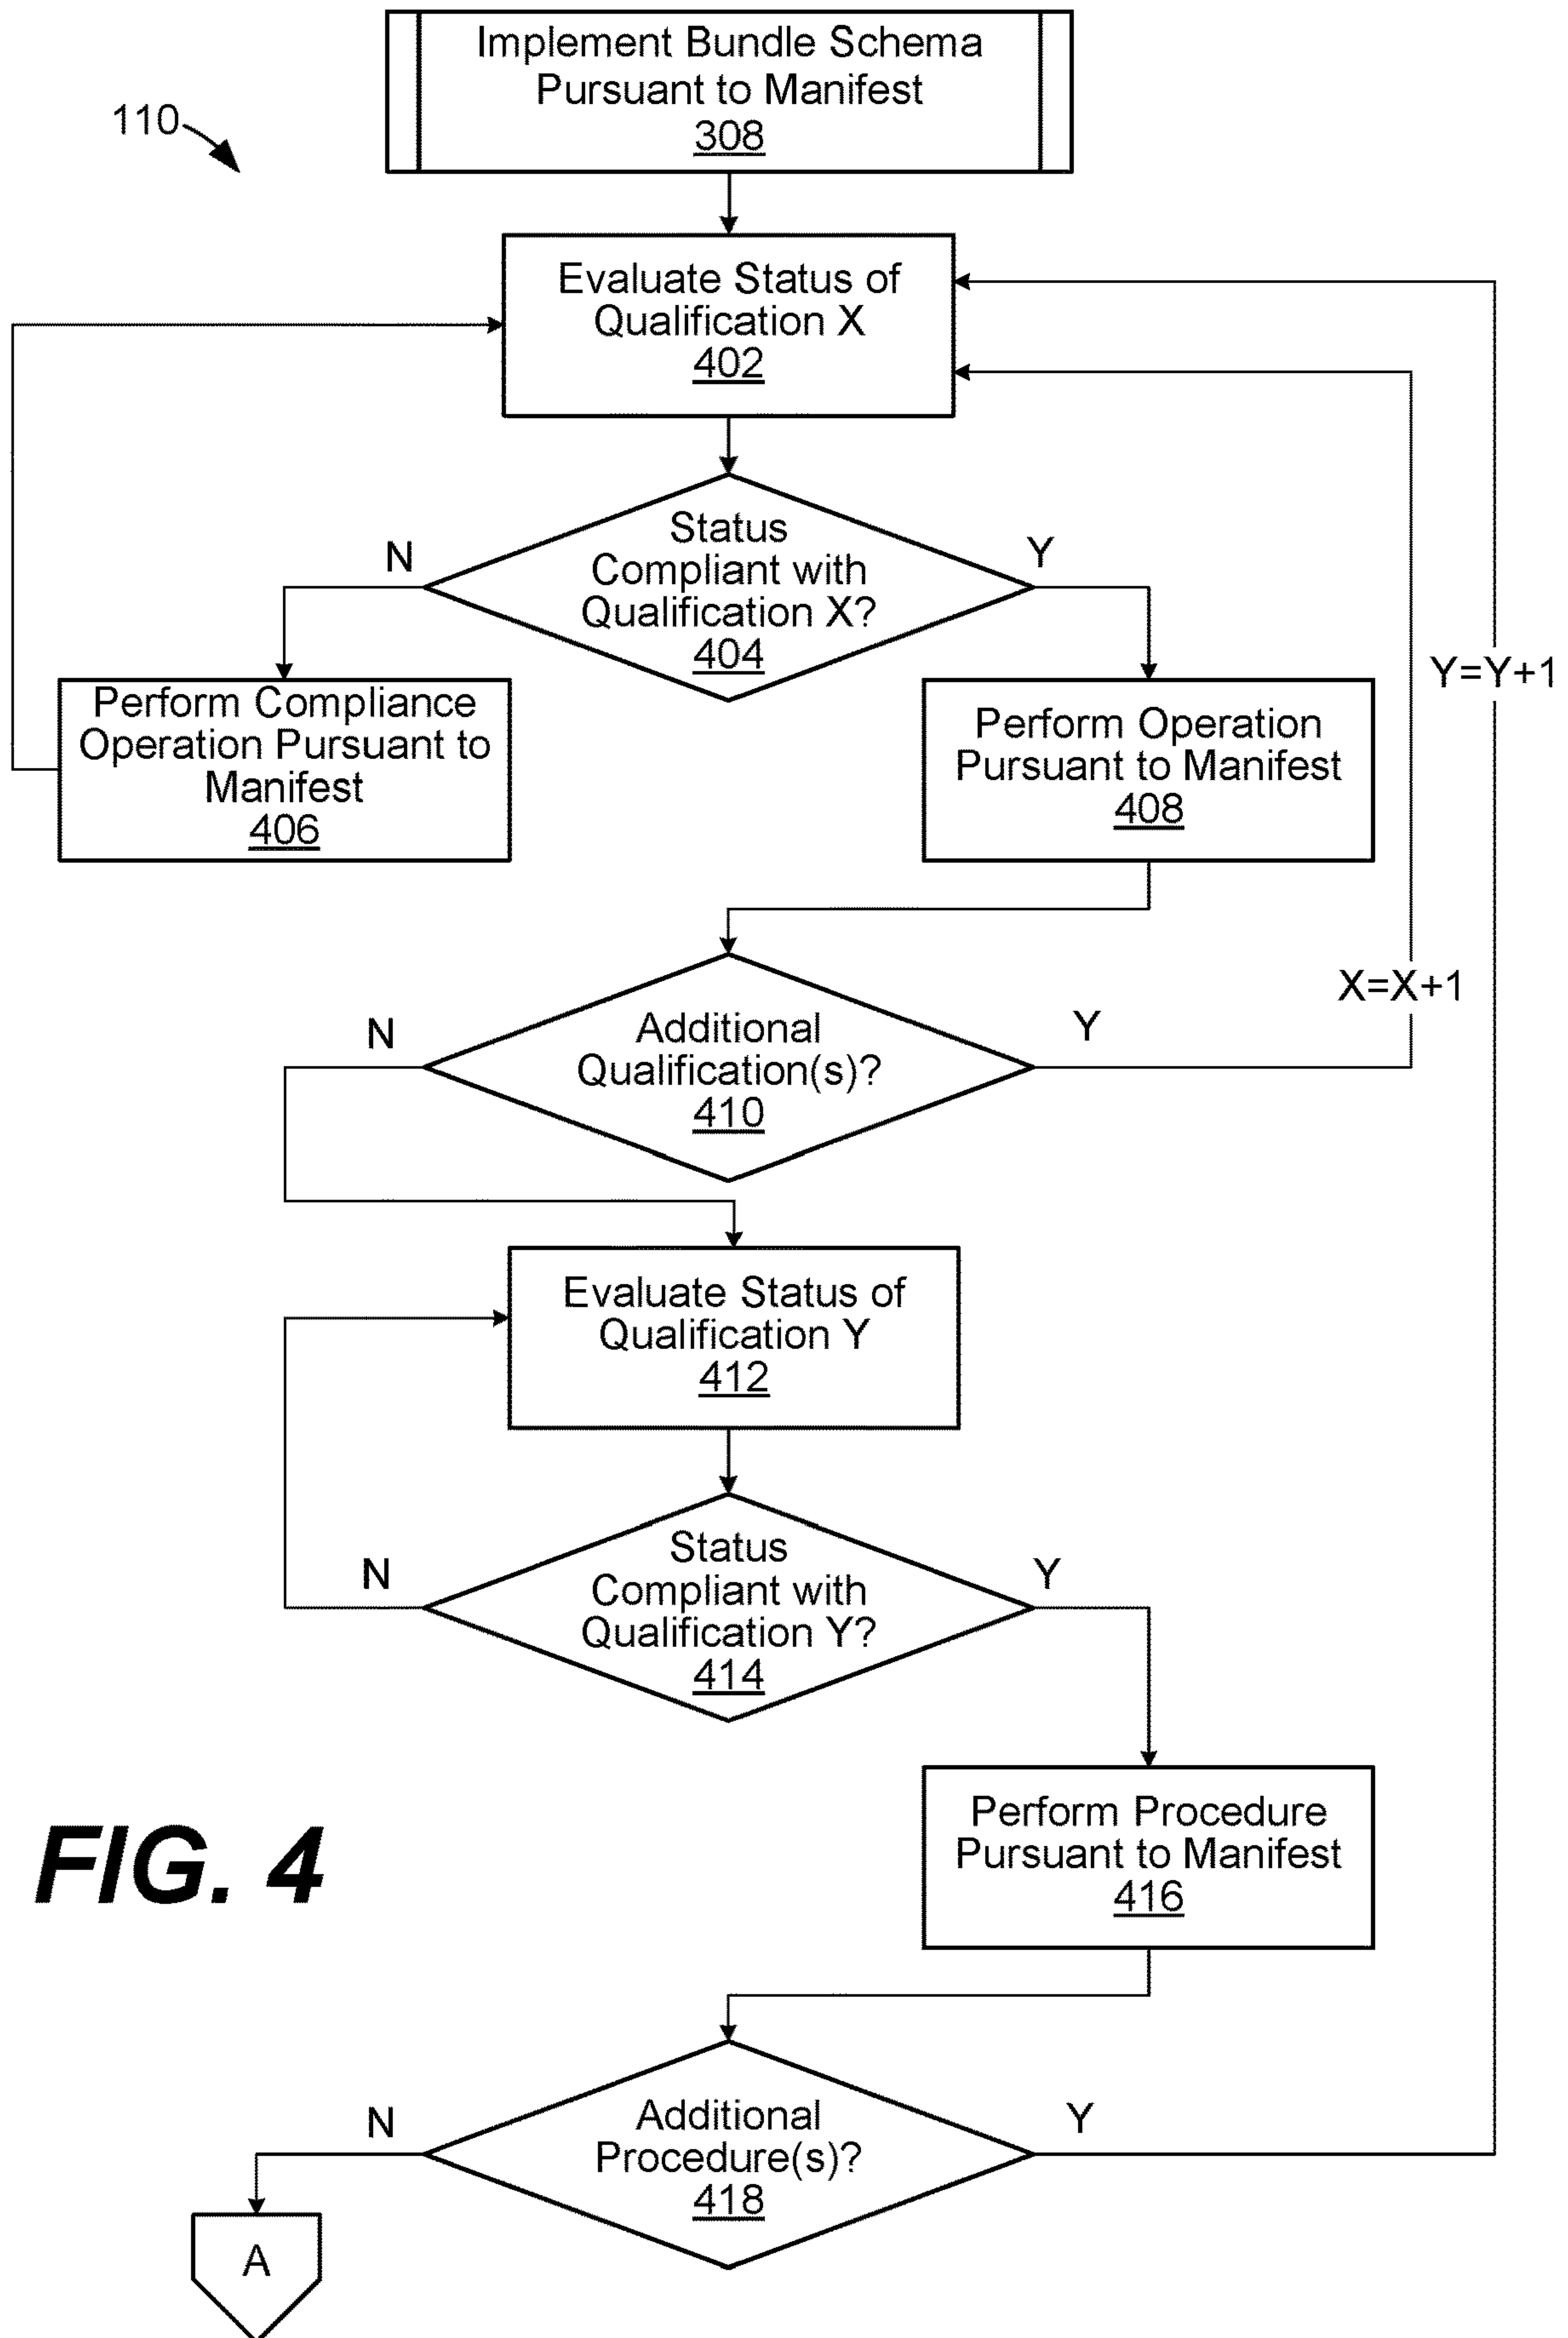 Implement Bundle Schema
Pursuant to Manifest
308
110
Evaluate Status of
Qualification X
402
Status
Compliant with
Qualification X?
404
N
Y
Perform Compliance
Operation Pursuant to
Manifest
406
Perform Operation
Pursuant to Manifest
408
Y=Y+1
X=X+1
Additional
Qualification(s)?
410
N
Y
Evaluate Status of
Qualification Y
412
Status
Compliant with
Qualification Y?
414
N
Y
Perform Procedure
Pursuant to Manifest
416
FIG. 4
Additional
Procedure(s)?
418
N
Y
A